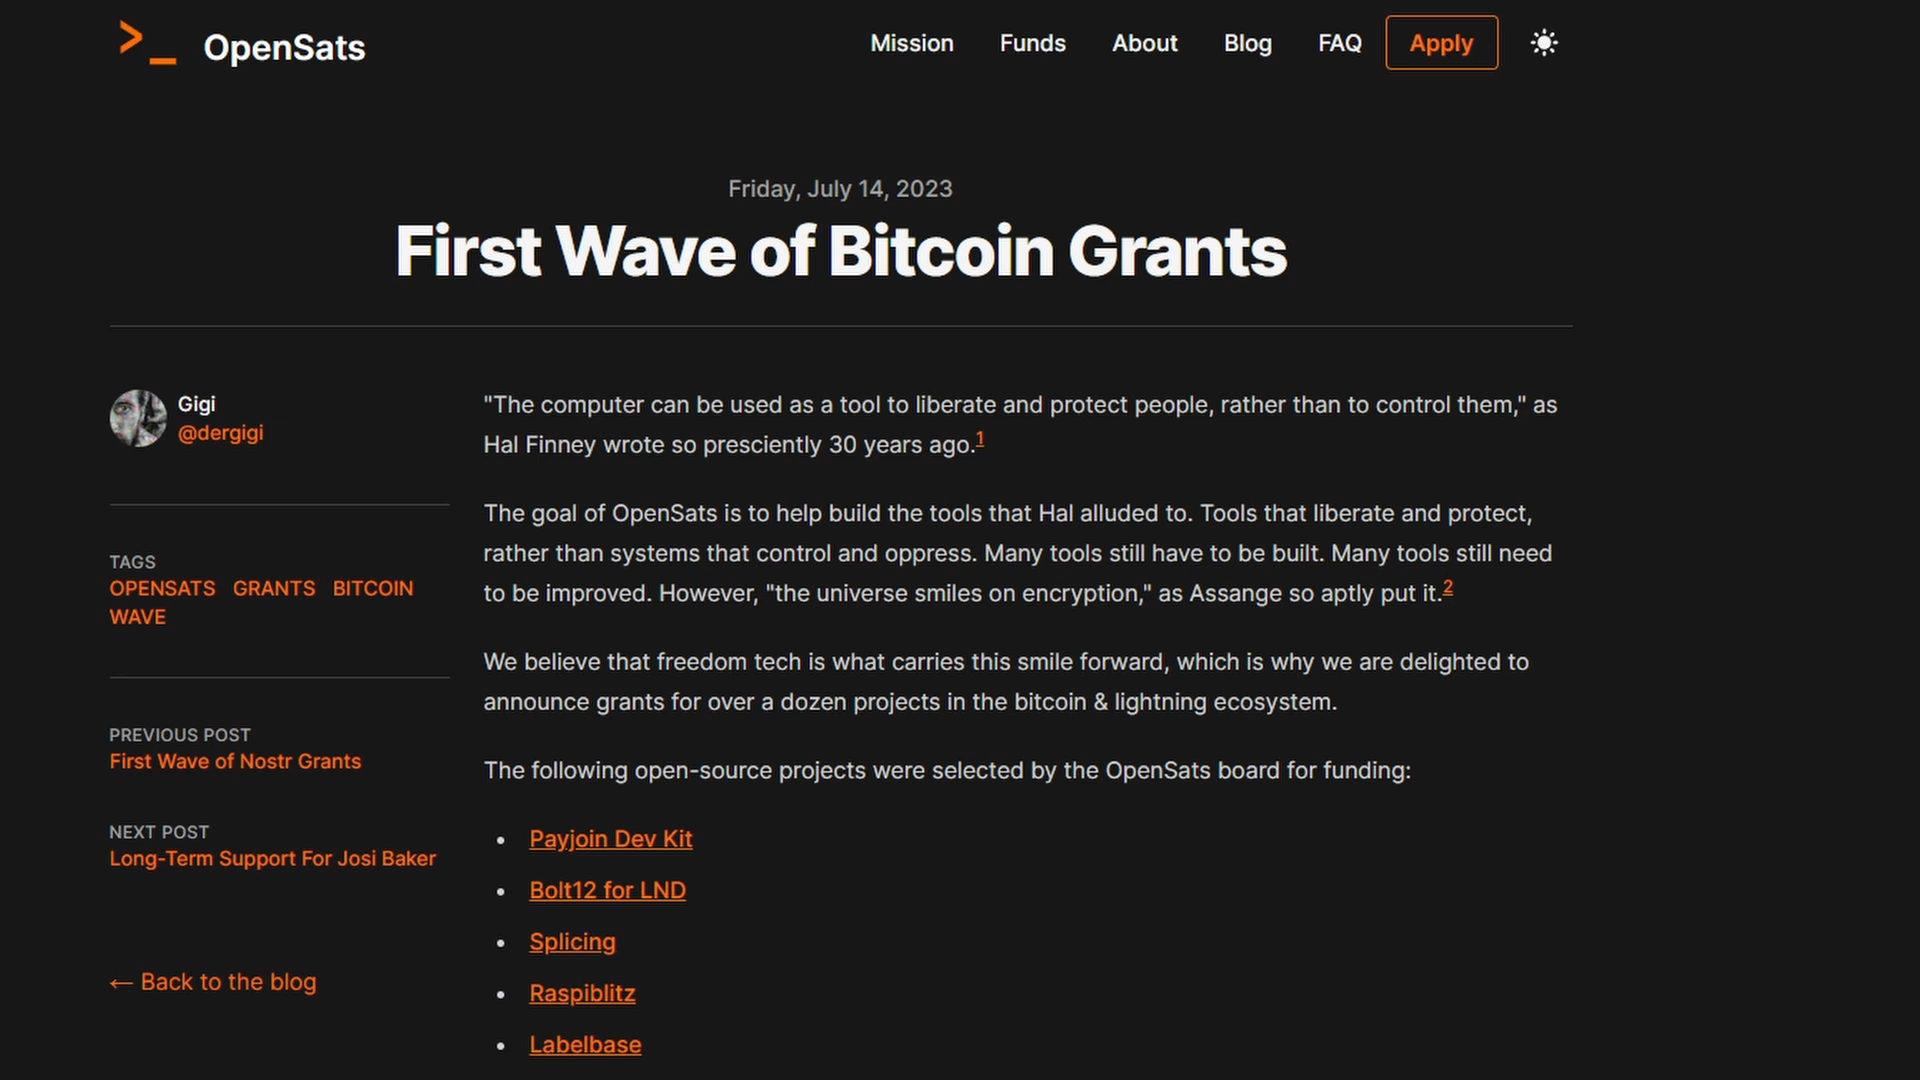 >_ OpenSats
Mission Funds About Blog FAQ Apply
Friday, July 14, 2023
First Wave of Bitcoin Grants
Gigi
@dergigi
TAGS
OPENSATS GRANTS BITCOIN
WAVE
PREVIOUS POST
First Wave of Nostr Grants
NEXT POST
Long-Term Support For Josi Baker
← Back to the blog
"The computer can be used as a tool to liberate and protect people, rather than to control them," as
Hal Finney wrote so presciently 30 years ago.1
The goal of OpenSats is to help build the tools that Hal alluded to. Tools that liberate and protect,
rather than systems that control and oppress. Many tools still have to be built. Many tools still need
to be improved. However, "the universe smiles on encryption," as Assange so aptly put it.2
We believe that freedom tech is what carries this smile forward, which is why we are delighted to
announce grants for over a dozen projects in the bitcoin & lightning ecosystem.
The following open-source projects were selected by the OpenSats board for funding:
• Payjoin Dev Kit
• Bolt12 for LND
• Splicing
• Raspiblitz
• Labelbase